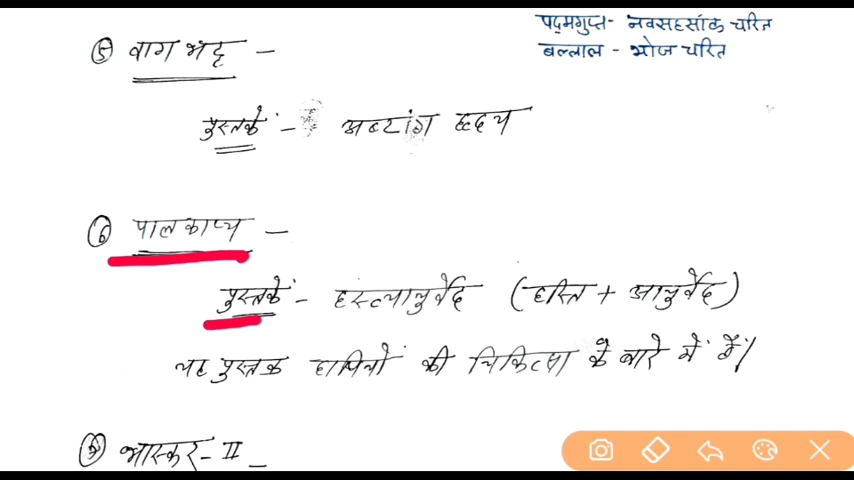 पद्मगुप्त - नवसहसांक चरित
बल्लाल - भोज चरित
⑤ वाग भट्ट -
पुस्तकें - अष्टांग हृदय
⑥ पालकाप्य -
पुस्तकें - हस्त्यायुर्वेद (हस्ति + आयुर्वेद)
यह पुस्तक हाथियों की चिकित्सा के बारे में हैं।
भास्कर - II -